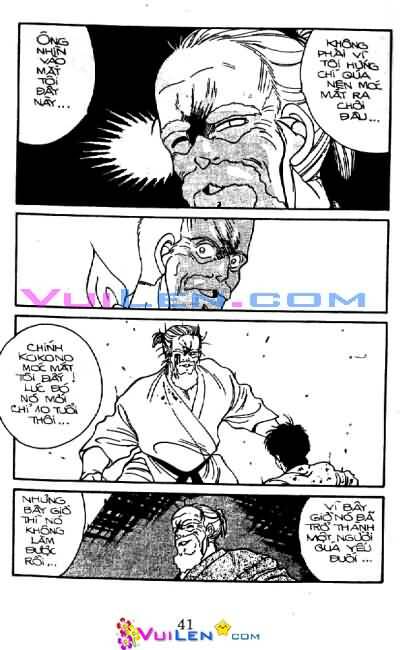 ÔNG
NHÌN
VÀO
MẮT
TÔI
ĐÂY
NÀY...
KHÔNG
PHẢI VÌ
TÔI HỨNG
CHÍ QUÁ
NÊN MÓC
MẮT RA
CHƠI
ĐÂU...
VUILEN.COM
CHÍNH
KOKONO
MÓC MẮT
TÔI ĐẤY!
LÚC ĐÓ
NÓ MỚI
CHỈ 10 TUỔI
THÔI...
NHƯNG
BÂY GIỜ
THÌ NÓ
KHÔNG
LÀM
ĐƯỢC
RỒI...
VÌ BÂY
GIỜ NÓ ĐÃ
TRỞ THÀNH
MỘT NGƯỜI
QUÁ YẾU
ĐUỐI...
41
VUILEN.COM